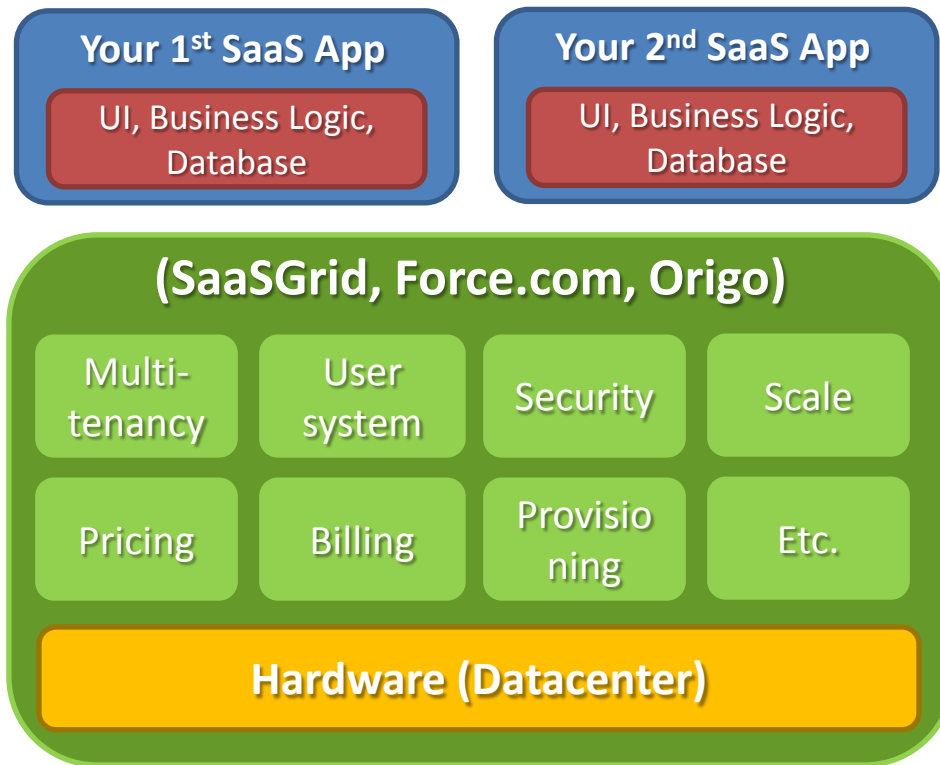 Your 1st SaaS App
UI, Business Logic,
Database
Your 2nd SaaS App
UI, Business Logic,
Database
(SaaSGrid, Force.com, Origo)
Multi-
tenancy
User
system
Security
Scale
Pricing
Billing
Provisio
ning
Etc.
Hardware (Datacenter)